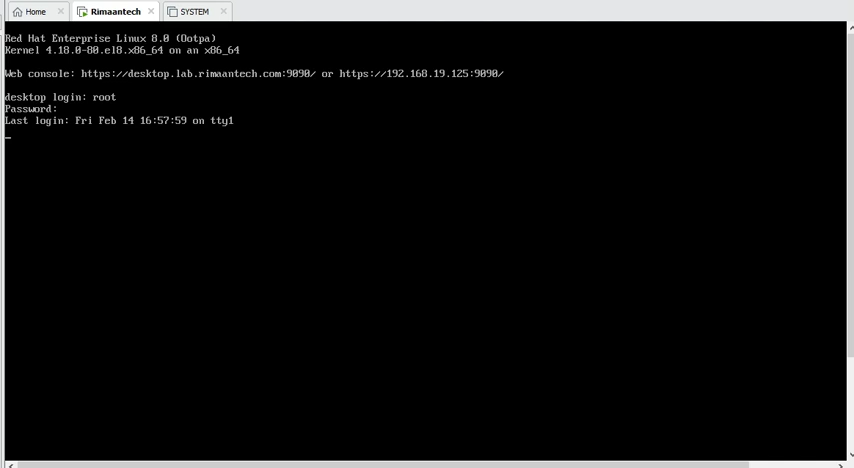 Home Rimaantech SYSTEM
Red Hat Enterprise Linux 8.0 (Ootpa)
Kernel 4.18.0-80.el8.x86_64 on an x86_64
Web console: https://desktop.lab.rimaantech.com:9090/ or https://192.168.19.125:9090/
desktop login: root
Password:
Last login: Fri Feb 14 16:57:59 on tty1